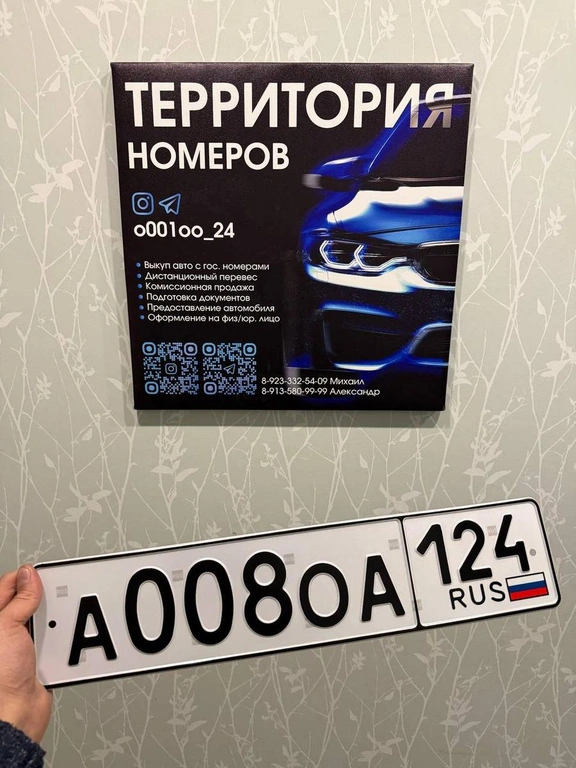 ТЕРРИТОРИЯ
НОМЕРОВ
o001oo_24
• Выкуп авто с гос. номерами
• Дистанционный перевес
• Комиссионная продажа
• Подготовка документов
• Предоставление автомобиля
• Оформление на физ/юр. лицо
8-923-332-54-09 Михаил
8-913-580-99-99 Александр
А008ОА 124
RUS